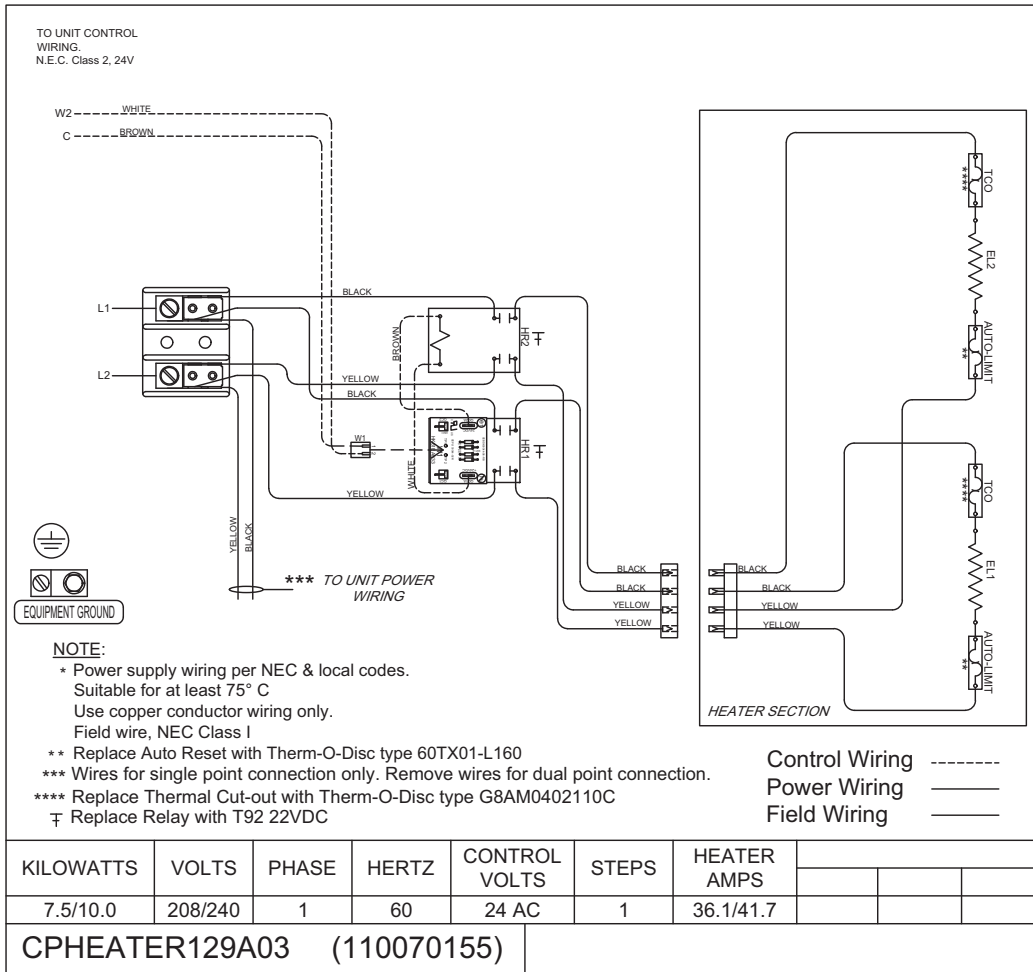 TO UNIT CONTROL
WIRING.
N.E.C. Class 2, 24V
W2
WHITE
C
BROWN
L1
BLACK
HR2
BROWN
L2
YELLOW
BLACK
W1
HR1
WHITE
YELLOW
YELLOW
BLACK
*** TO UNIT POWER
WIRING
EQUIPMENT GROUND
BLACK
BLACK
YELLOW
YELLOW
BLACK
BLACK
YELLOW
YELLOW
TCO
****
EL2
AUTO-LIMIT
**
TCO
****
EL1
AUTO-LIMIT
**
HEATER SECTION
NOTE:
* Power supply wiring per NEC & local codes.
Suitable for at least 75° C
Use copper conductor wiring only.
Field wire, NEC Class I
** Replace Auto Reset with Therm-O-Disc type 60TX01-L160
*** Wires for single point connection only. Remove wires for dual point connection.
**** Replace Thermal Cut-out with Therm-O-Disc type G8AM0402110C
Replace Relay with T92 22VDC
Control Wiring
Power Wiring
Field Wiring
KILOWATTS VOLTS PHASE HERTZ CONTROL VOLTS STEPS HEATER AMPS
7.5/10.0 208/240 1 60 24 AC 1 36.1/41.7
CPHEATER129A03 (110070155)